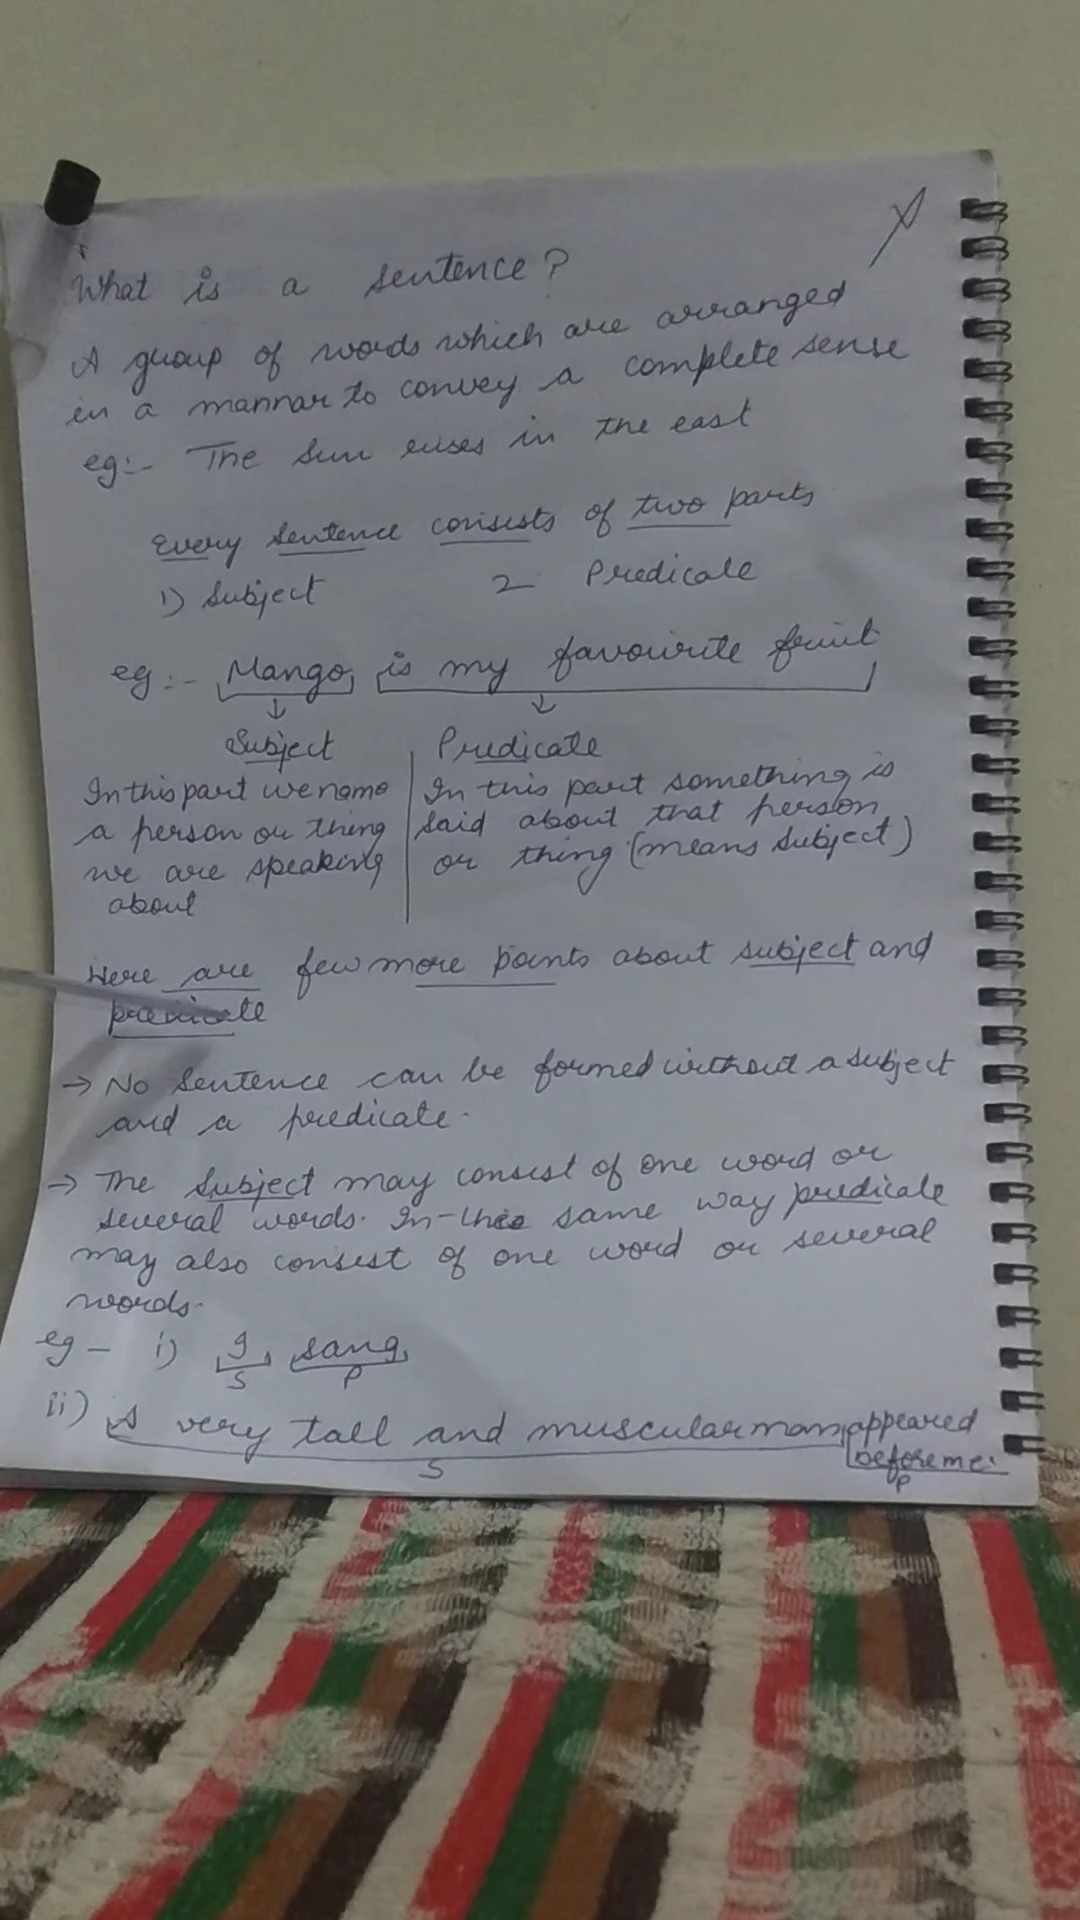 What is a sentence?
A group of words which are arranged
in a mannar to convey a complete sense
eg:- The Sun rises in the east
Every Sentence consists of two parts
1) Subject 2 Predicate
eg:- Mango is my favourite fruit
Subject Predicate
In this part we name
a person or thing
we are speaking
about
In this part something is
said about that person
or thing (means Subject)
Here are few more points about subject and
predicate
→ No Sentence can be formed without a subject
and a predicate.
→ The Subject may consist of one word or
several words. In the same way predicate
may also consist of one word or several
words.
eg - i) I sang
S P
ii) A very tall and muscular man appeared
before me.
S P